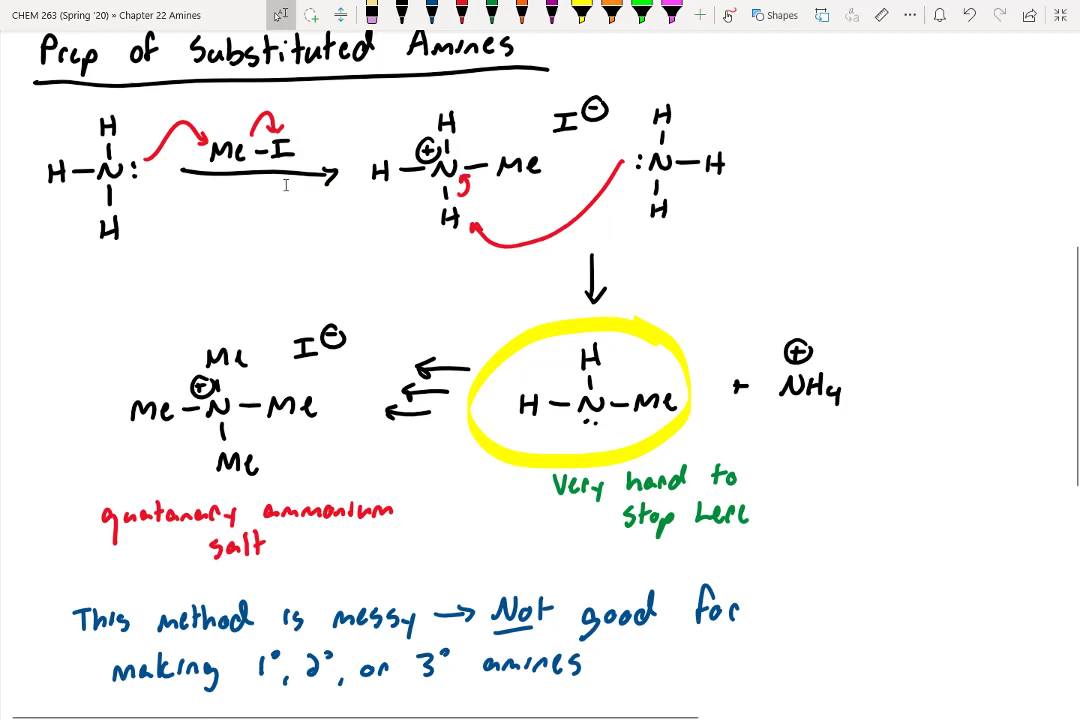 CHEM 263 (Spring '20) » Chapter 22 Amines
Shapes
Prep of Substituted Amines
H
H–N:
H
Me–I
H
H–N–Me
H
⊕
I⊖
H
:N–H
H
Me
Me–N–Me
Me
⊕
I⊖
H
H–N–Me
+ NH4
⊕
Very hard to
stop here
quatanary ammonium
salt
This method is messy → Not good for
making 1°, 2°, or 3° amines